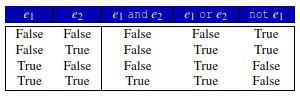 e₁ e₂ e₁ and e₂ e₁ or e₂ not e₁
False False False False True
False True False True True
True False False True False
True True True True False